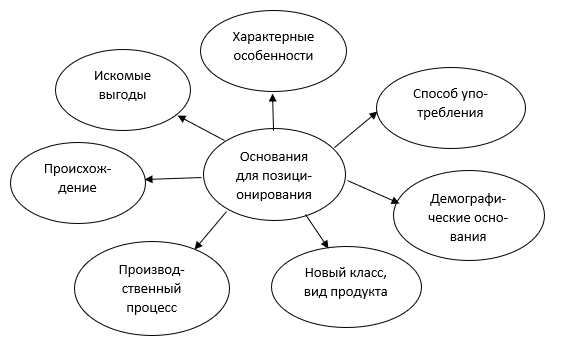 Характерные
особенности
Искомые
выгоды
Способ упо-
требления
Основания
для позици-
онирования
Происхож-
дение
Демографи-
ческие осно-
вания
Производ-
ственный
процесс
Новый класс,
вид продукта